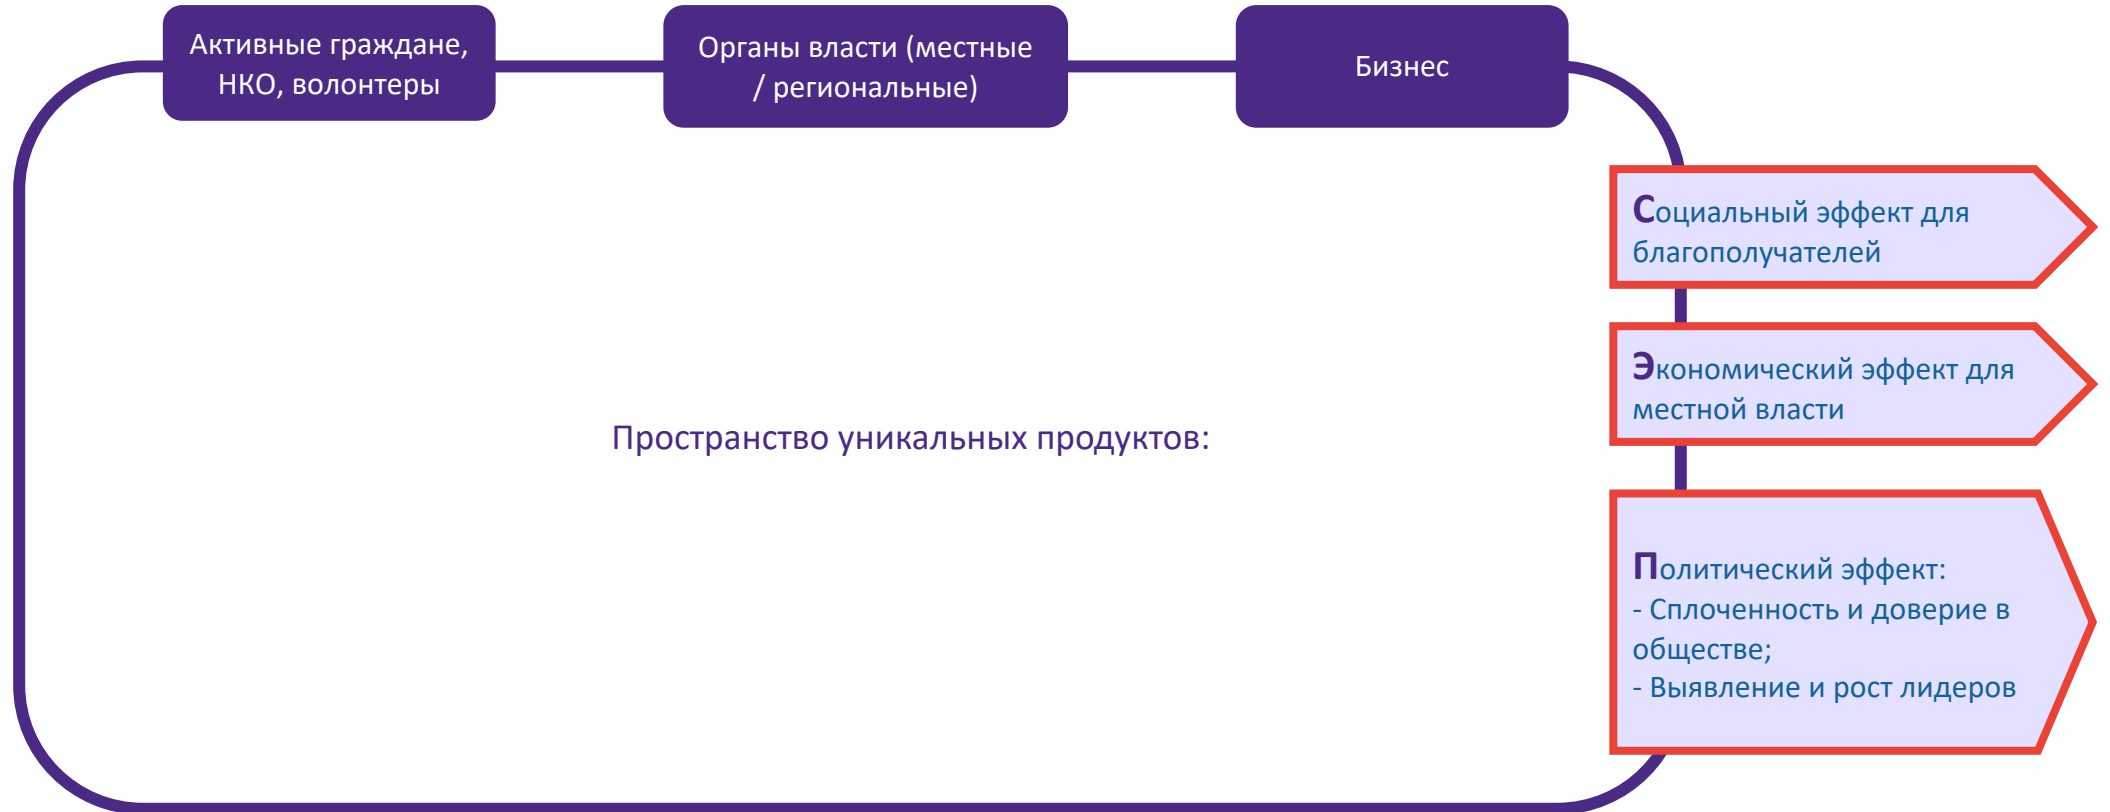 Активные граждане,
НКО, волонтеры
Органы власти (местные
/ региональные)
Бизнес
Социальный эффект для
благополучателей
Экономический эффект для
местной власти
Пространство уникальных продуктов:
Политический эффект:
- Сплоченность и доверие в
обществе;
- Выявление и рост лидеров